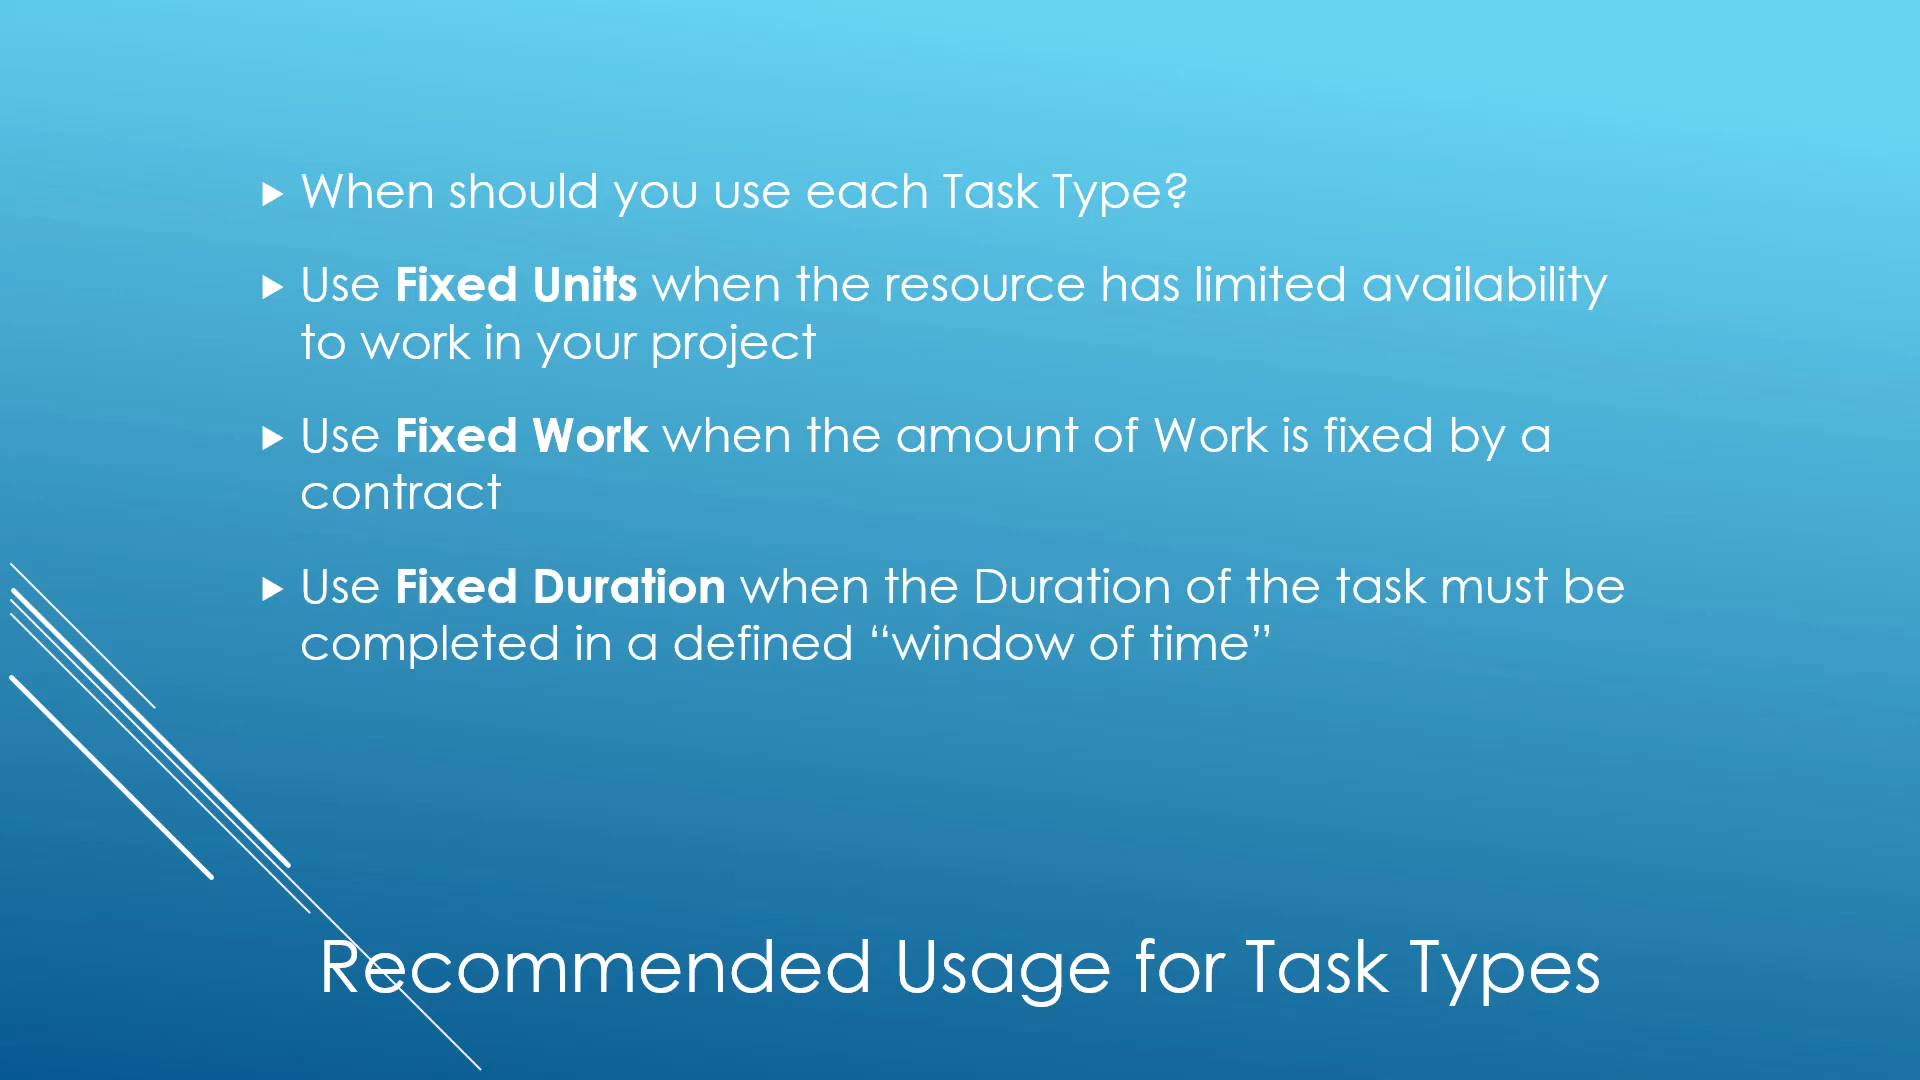 When should you use each Task Type?
Use Fixed Units when the resource has limited availability
to work in your project
Use Fixed Work when the amount of Work is fixed by a
contract
Use Fixed Duration when the Duration of the task must be
completed in a defined “window of time”
Recommended Usage for Task Types